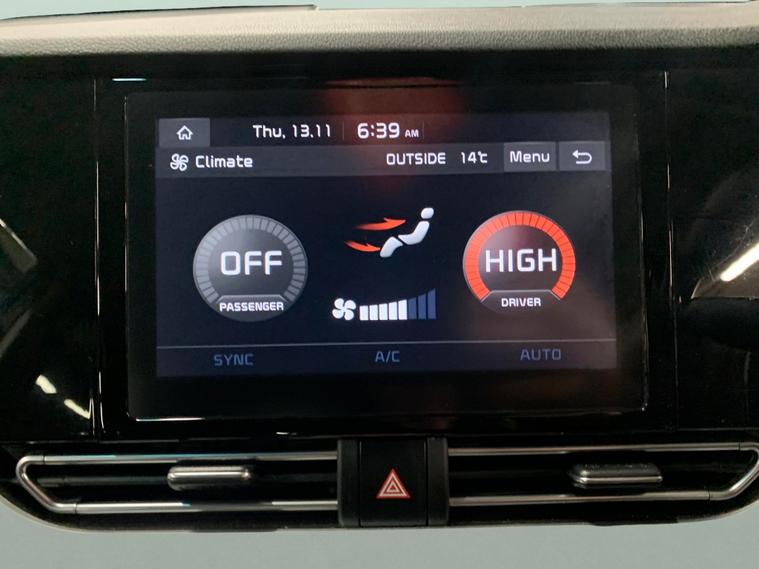 Thu, 13.11 6:39 AM
Climate OUTSIDE 14℃ Menu
OFF HIGH
PASSENGER DRIVER
SYNC A/C AUTO